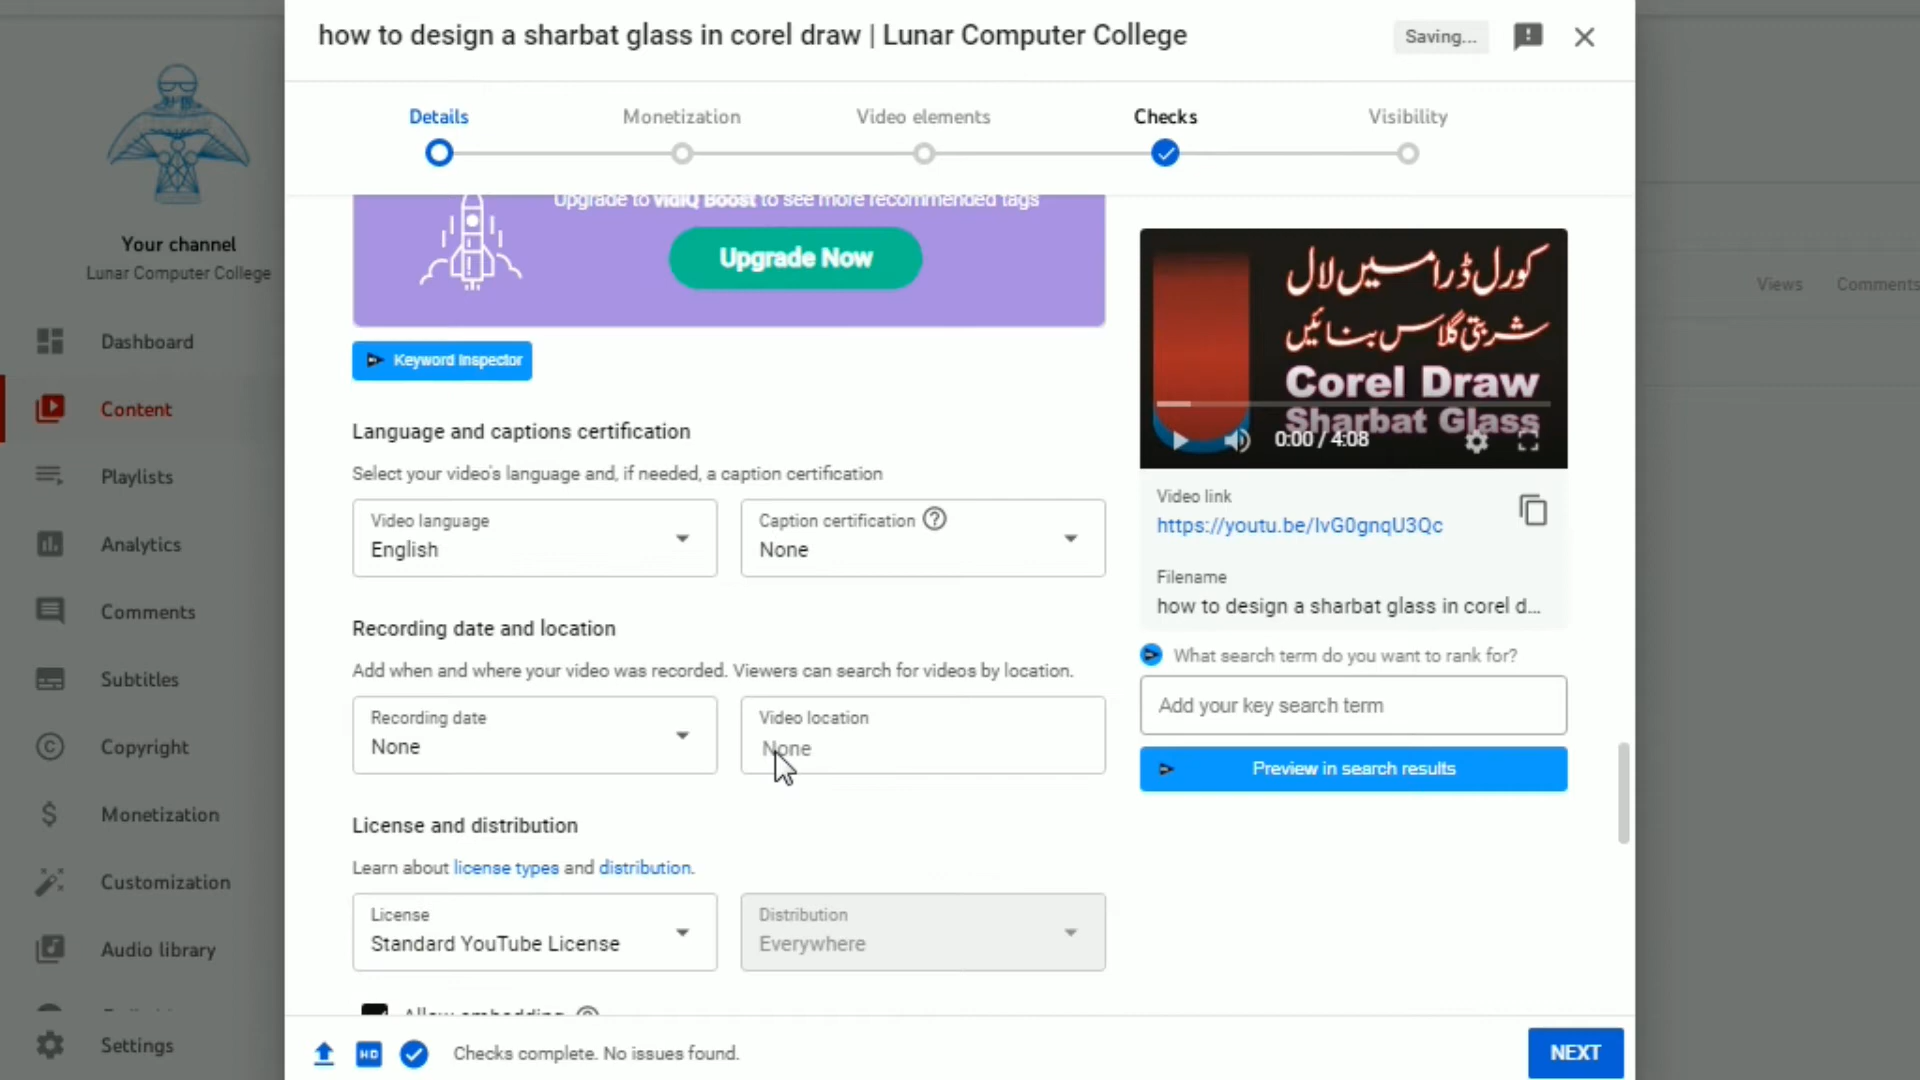 how to design a sharbat glass in corel draw | Lunar Computer College
Saving...
Details
Monetization
Video elements
Checks
Visibility
Your channel
Lunar Computer College
Dashboard
Content
Playlists
Analytics
Comments
Subtitles
Copyright
Monetization
Customization
Audio library
Settings
Upgrade to vidIQ Boost to see more recommended tags
Upgrade Now
Keyword Inspector
Language and captions certification
Select your video's language and, if needed, a caption certification
Video language
English
Caption certification
None
Recording date and location
Add when and where your video was recorded. Viewers can search for videos by location.
Recording date
None
Video location
None
License and distribution
Learn about license types and distribution.
License
Standard YouTube License
Distribution
Everywhere
Allow embedding
کورل ڈرا میں لال
شربتی گلاس بنائیں
Corel Draw
Sharbat Glass
0:00 / 4:08
Video link
https://youtu.be/IvG0gnqU3Qc
Filename
how to design a sharbat glass in corel d...
What search term do you want to rank for?
Add your key search term
Preview in search results
Views
Comments
HD
Checks complete. No issues found.
NEXT